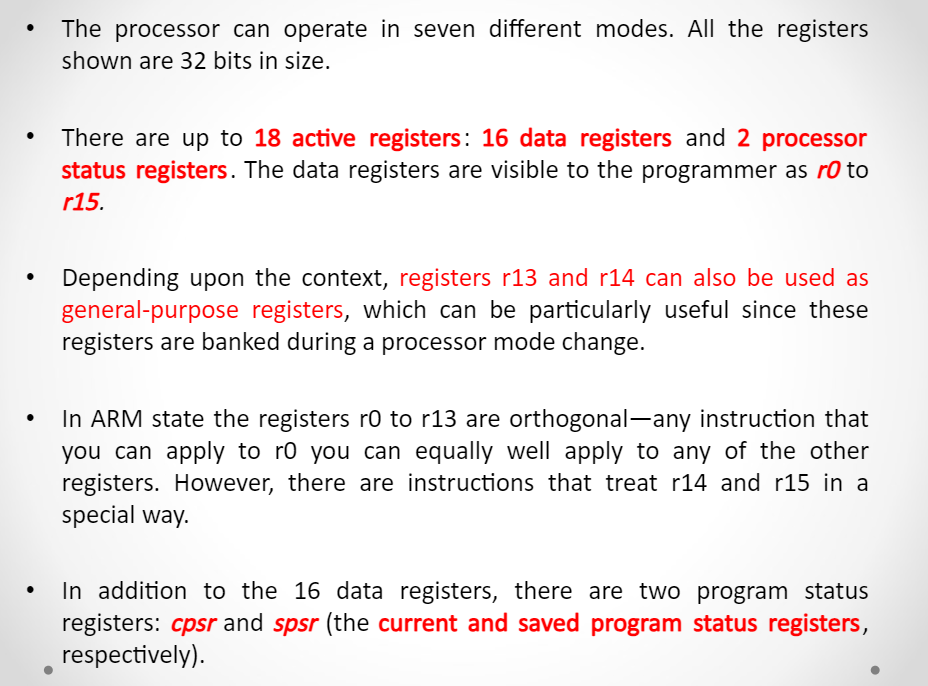 • The processor can operate in seven different modes. All the registers
shown are 32 bits in size.
• There are up to 18 active registers: 16 data registers and 2 processor
status registers. The data registers are visible to the programmer as r0 to
r15.
• Depending upon the context, registers r13 and r14 can also be used as
general-purpose registers, which can be particularly useful since these
registers are banked during a processor mode change.
• In ARM state the registers r0 to r13 are orthogonal—any instruction that
you can apply to r0 you can equally well apply to any of the other
registers. However, there are instructions that treat r14 and r15 in a
special way.
• In addition to the 16 data registers, there are two program status
registers: cpsr and spsr (the current and saved program status registers,
respectively).